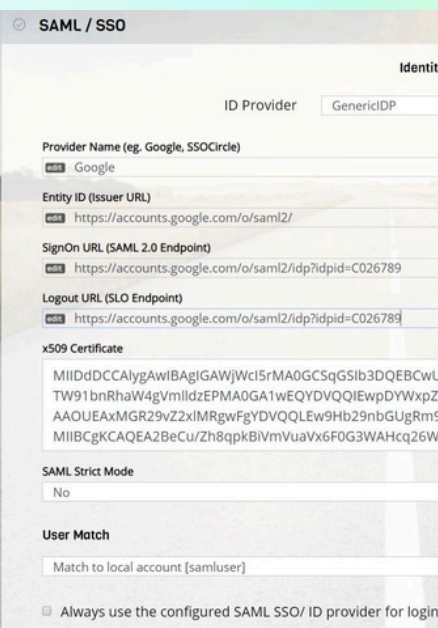 SAML / SSO
Identit
ID Provider GenericIDP
Provider Name (eg. Google, SSOCircle)
edit Google
Entity ID (Issuer URL)
edit https://accounts.google.com/o/saml2/
SignOn URL (SAML 2.0 Endpoint)
edit https://accounts.google.com/o/saml2/idp?idpid=C026789
Logout URL (SLO Endpoint)
edit https://accounts.google.com/o/saml2/idp?idpid=C026789
x509 Certificate
MIIDdDCCAlygAwIBAgIGAWjWcI5rMA0GCSqGSIb3DQEBCwU
TW91bnRhaW4gVmlldzEPMA0GA1wEQYDVQQIEwpDYWxpZ
AAOUEAxMGR29vZ2xlMRgwFgYDVQQLEw9Hb29nbGUgRm9
MIIBCgKCAQEA2BeCu/Zh8qpkBiVmVuaVx6F0G3WAHcq26W
SAML Strict Mode
No
User Match
Match to local account [samluser]
Always use the configured SAML SSO/ ID provider for login